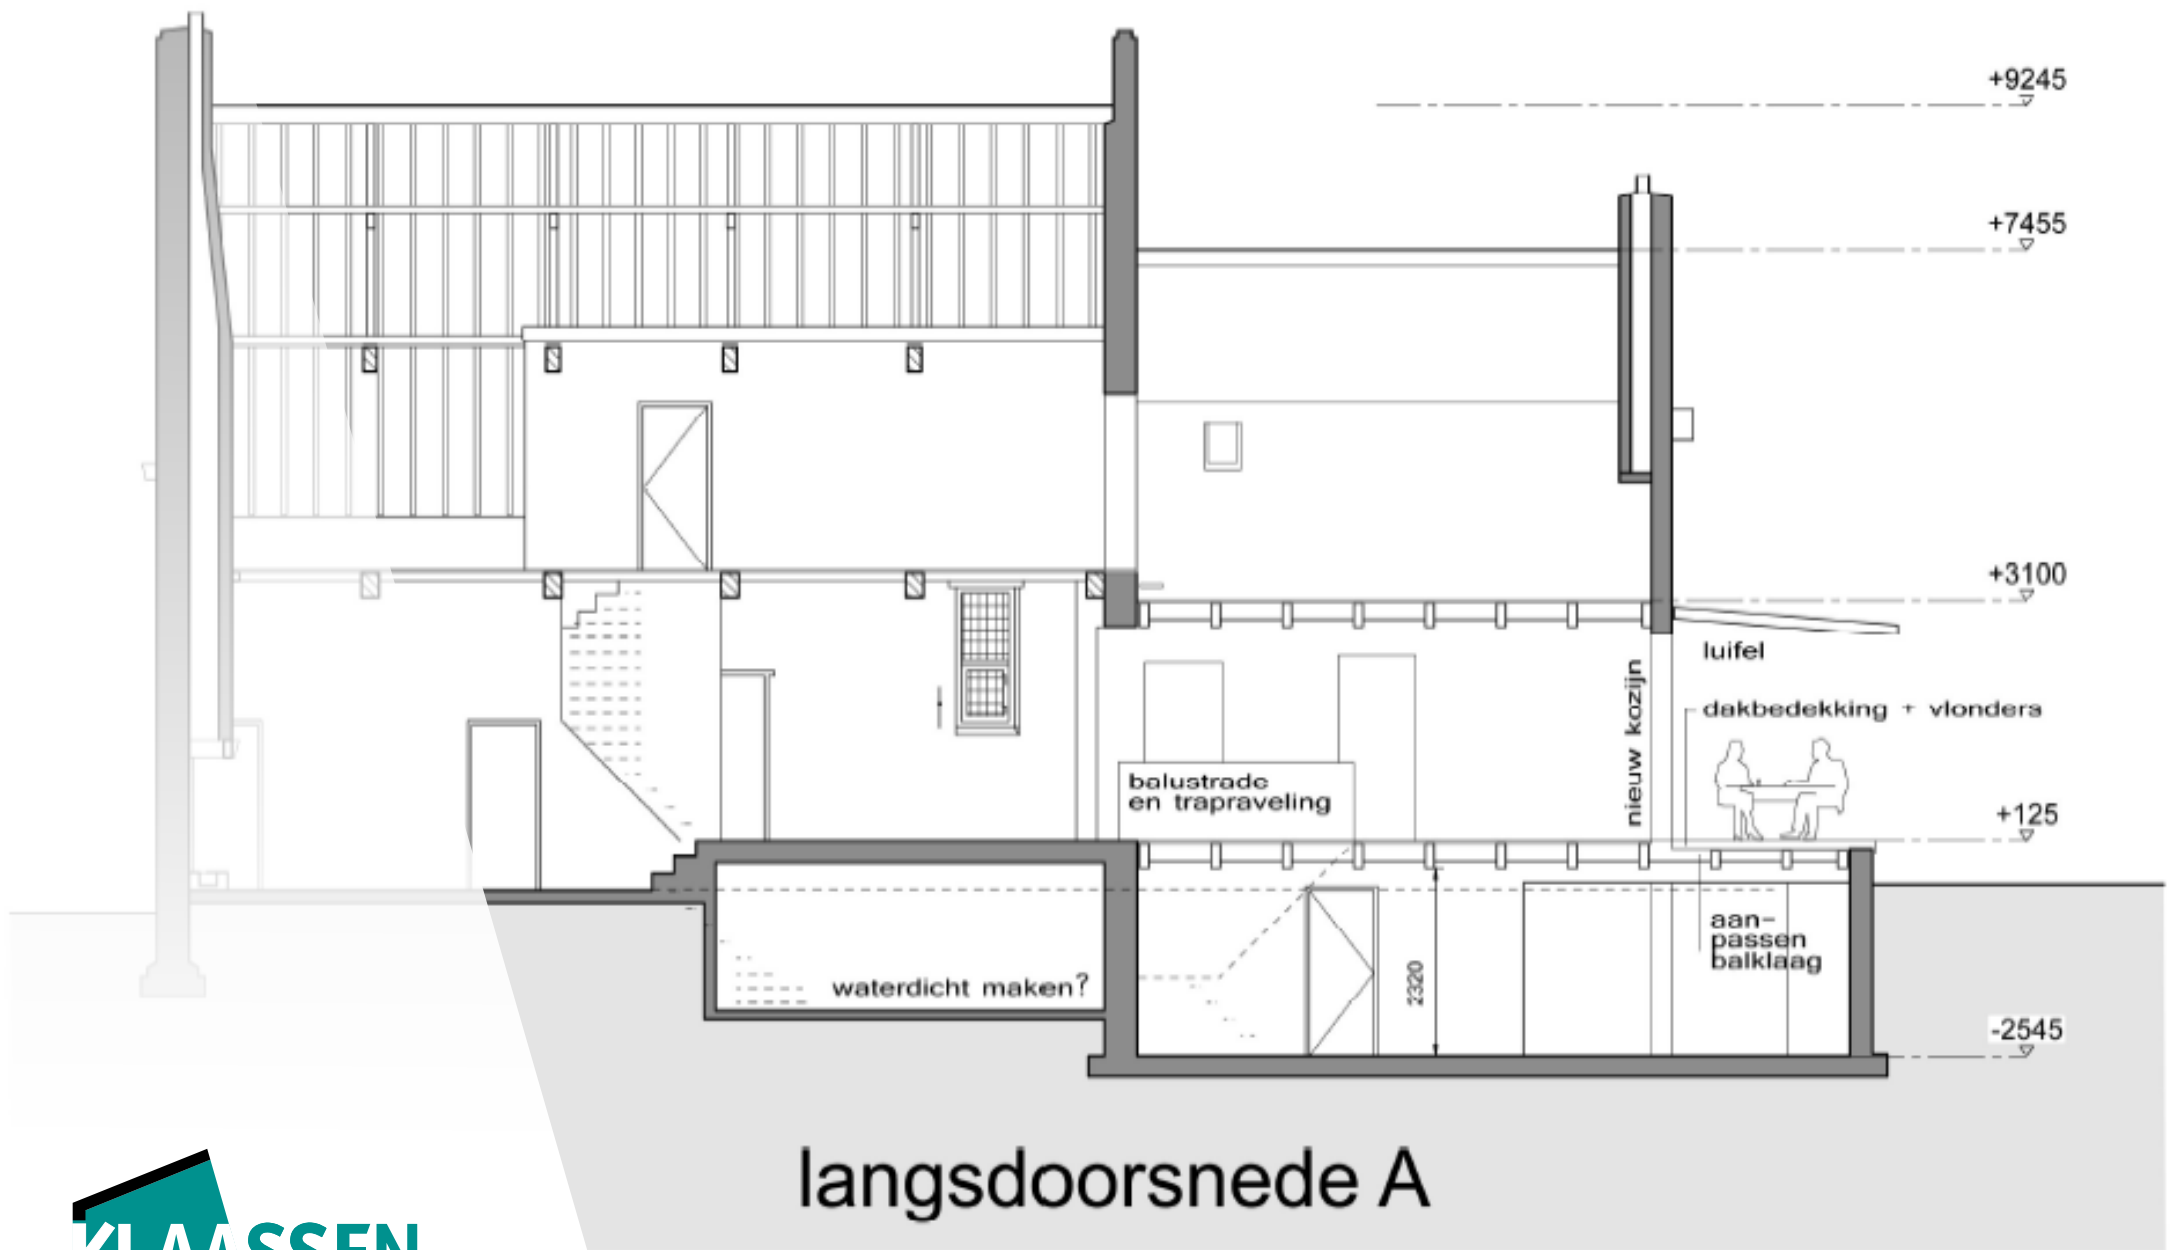 +9245
+7455
+3100
luifel
nieuw kozijn
dakbedekking + vlonders
balustrade
en trapraveling
+125
aan-
passen
balklaag
2320
waterdicht maken?
-2545
langsdoorsnede A
KLAASSEN